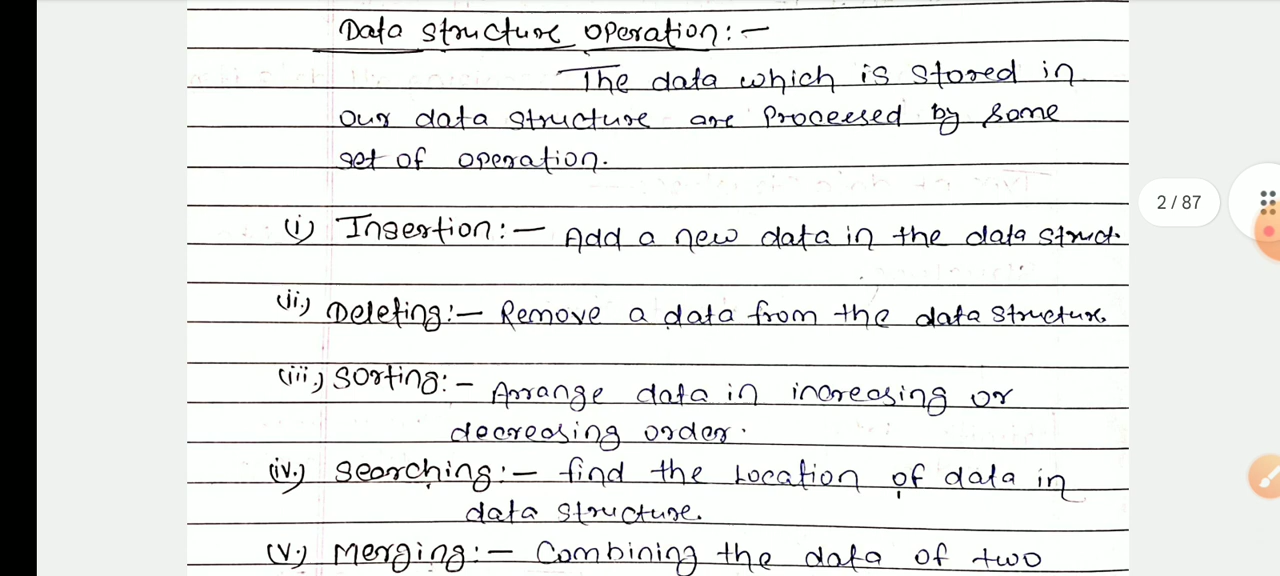 Data structure operation:-
The data which is stored in
our data structure are Proceesed by some
set of operation.
(i) Insertion:- Add a new data in the data struct.
(ii.) Deleting:- Remove a data from the data structure.
(iii.) Sorting:- Arrange data in increasing or
decreasing order.
(iv.) Searching:- find the Location of data in
data structure.
(v.) Merging:- Combining the data of two
2 / 87